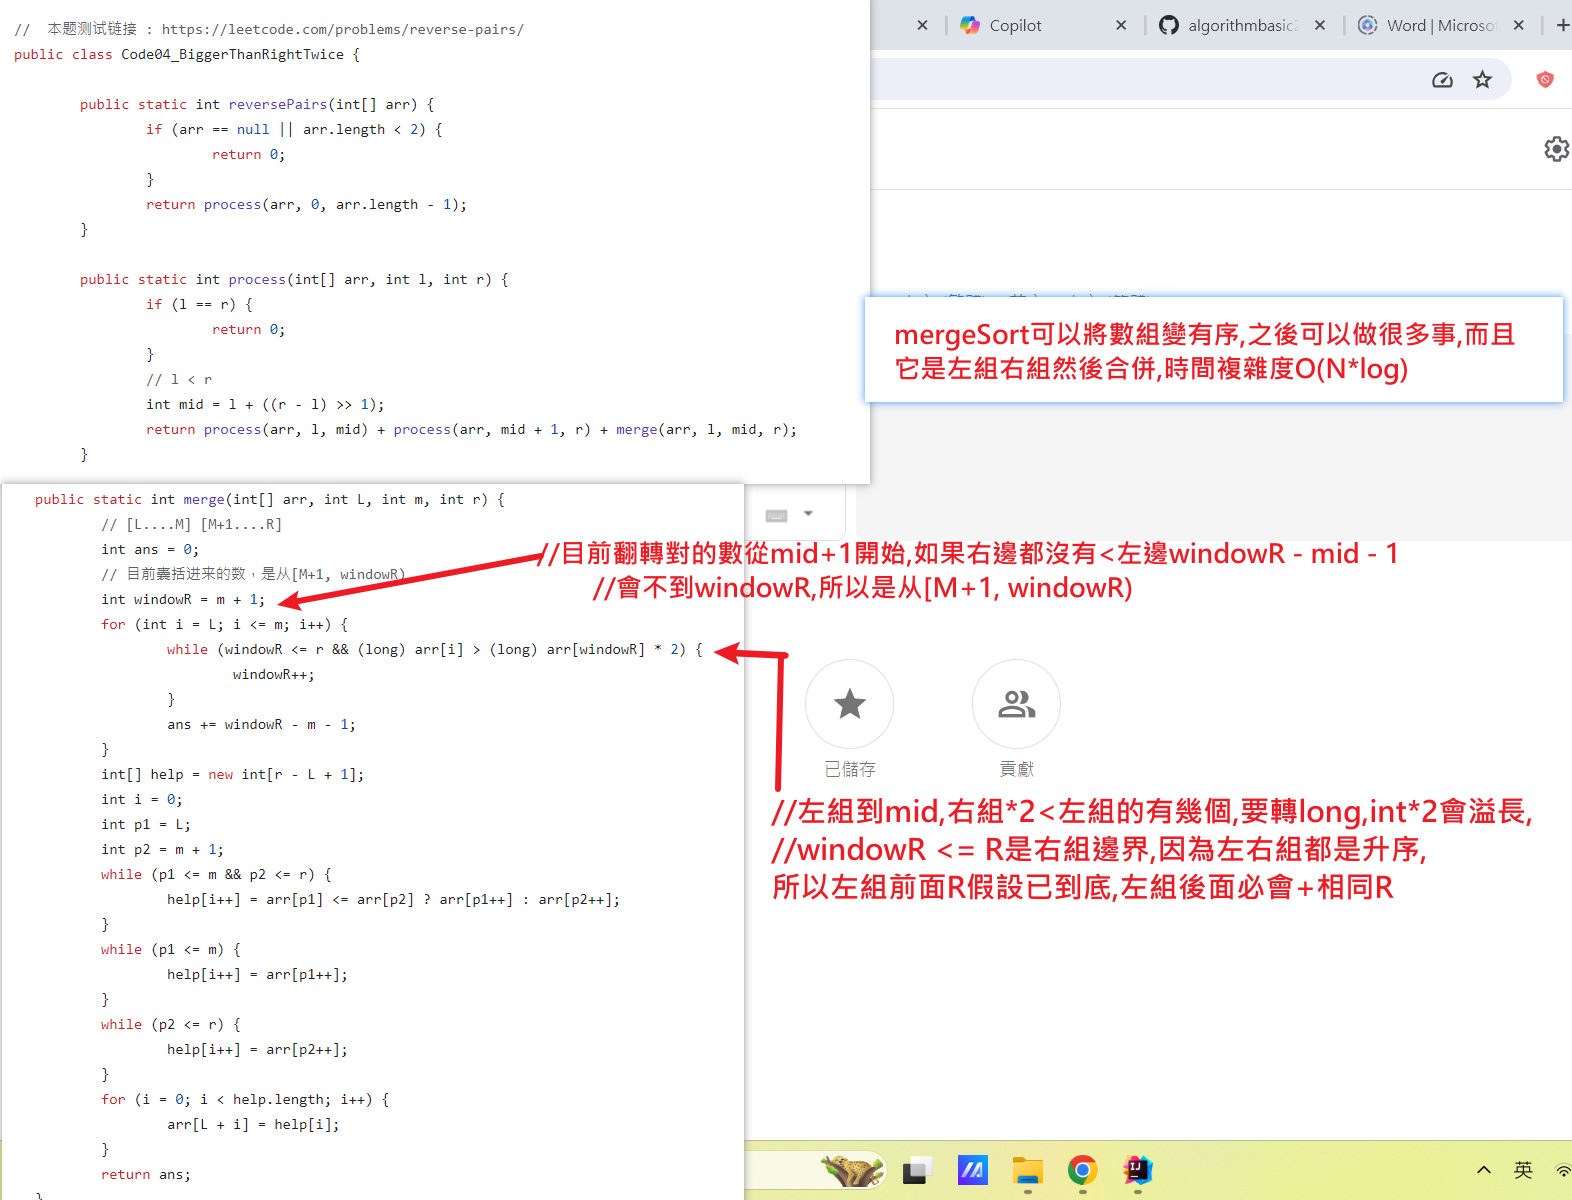 //  本题测试链接 : https://leetcode.com/problems/reverse-pairs/
public class Code04_BiggerThanRightTwice {
public static int reversePairs(int[] arr) {
if (arr == null || arr.length < 2) {
return 0;
}
return process(arr, 0, arr.length - 1);
}
public static int process(int[] arr, int l, int r) {
if (l == r) {
return 0;
}
// l < r
int mid = l + ((r - l) >> 1);
return process(arr, l, mid) + process(arr, mid + 1, r) + merge(arr, l, mid, r);
}
public static int merge(int[] arr, int L, int m, int r) {
// [L....M] [M+1....R]
int ans = 0;
// 目前囊括进来的数，是从[M+1, windowR)
int windowR = m + 1;
for (int i = L; i <= m; i++) {
while (windowR <= r && (long) arr[i] > (long) arr[windowR] * 2) {
windowR++;
}
ans += windowR - m - 1;
}
int[] help = new int[r - L + 1];
int i = 0;
int p1 = L;
int p2 = m + 1;
while (p1 <= m && p2 <= r) {
help[i++] = arr[p1] <= arr[p2] ? arr[p1++] : arr[p2++];
}
while (p1 <= m) {
help[i++] = arr[p1++];
}
while (p2 <= r) {
help[i++] = arr[p2++];
}
for (i = 0; i < help.length; i++) {
arr[L + i] = help[i];
}
return ans;
}
Copilot
algorithmbasic
Word | Microso
mergeSort可以將數組變有序,之後可以做很多事,而且
它是左組右組然後合併,時間複雜度O(N*log)
//目前翻轉對的數從mid+1開始,如果右邊都沒有<左邊windowR - mid - 1
//會不到windowR,所以是从[M+1, windowR)
已儲存
貢獻
//左組到mid,右組*2<左組的有幾個,要轉long,int*2會溢長,
//windowR <= R是右組邊界,因為左右組都是升序,
所以左組前面R假設已到底,左組後面必會+相同R
英